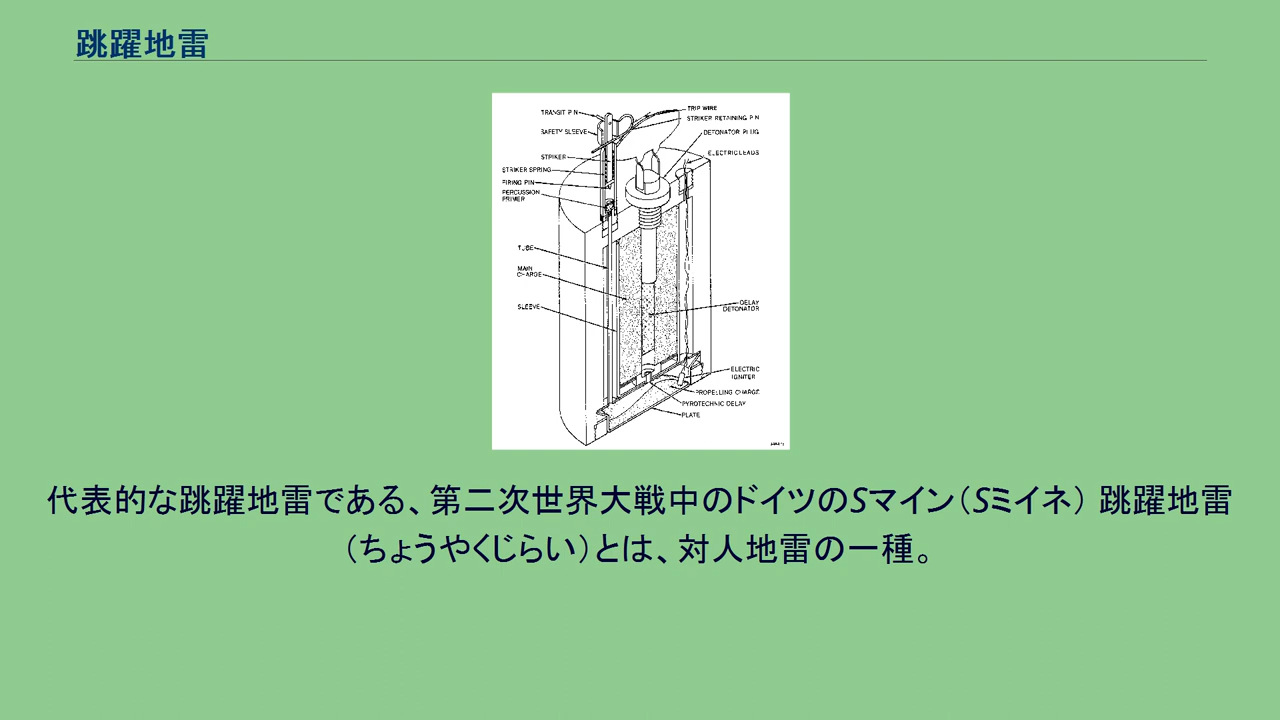 跳躍地雷
TRANSIT PIN
SAFETY SLEEVE
STRIKER
STRIKER SPRING
FIRING PIN
PERCUSSION
PRIMER
TUBE
MAIN
CHARGE
SLEEVE
TRIP WIRE
STRIKER RETAINING PIN
DETONATOR PLUG
ELECTRIC LEADS
DELAY
DETONATOR
ELECTRIC
IGNITER
PROPELLING CHARGE
PYROTECHNIC DELAY
PLATE
代表的な跳躍地雷である、第二次世界大戦中のドイツのSマイン（Sミイネ） 跳躍地雷
（ちょうやくじらい）とは、対人地雷の一種。